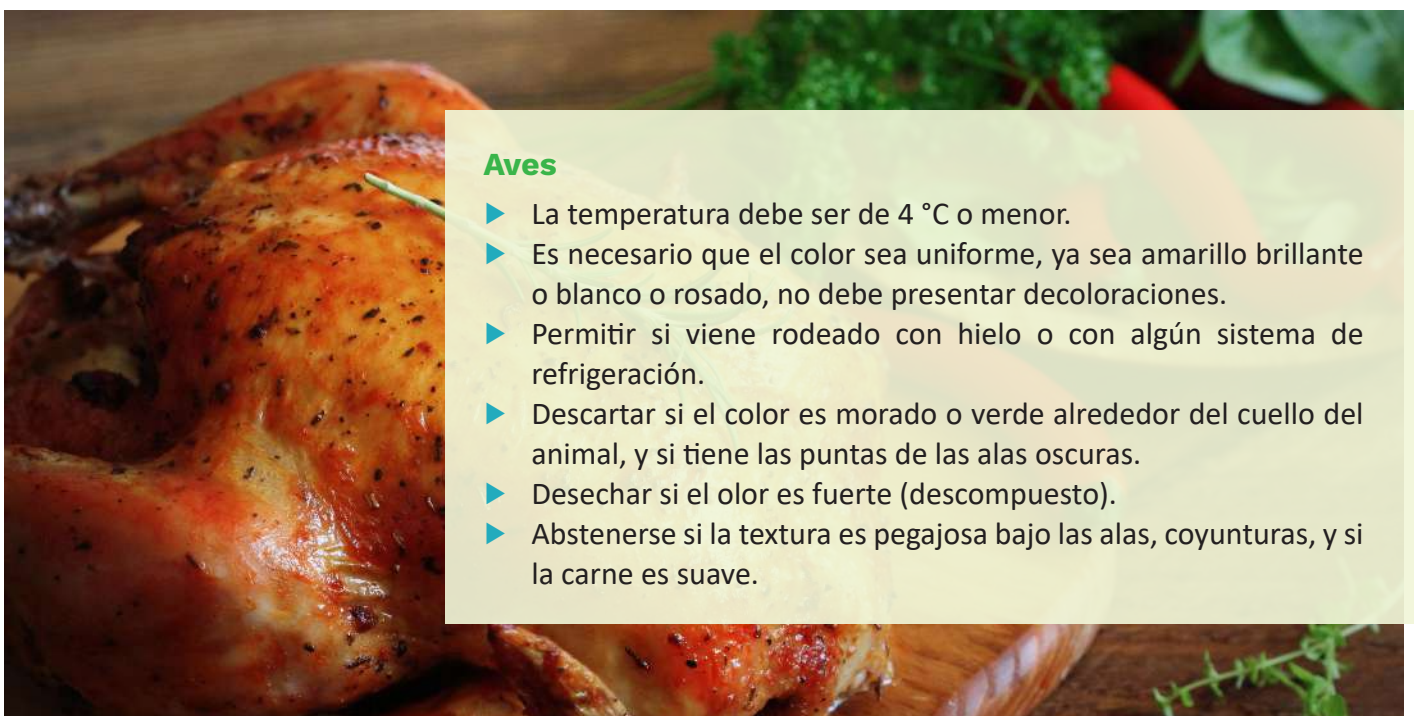 Aves
La temperatura debe ser de 4 °C o menor.
Es necesario que el color sea uniforme, ya sea amarillo brillante
o blanco o rosado, no debe presentar decoloraciones.
Permitir si viene rodeado con hielo o con algún sistema de
refrigeración.
Descartar si el color es morado o verde alrededor del cuello del
animal, y si tiene las puntas de las alas oscuras.
Desechar si el olor es fuerte (descompuesto).
Abstenerse si la textura es pegajosa bajo las alas, coyunturas, y si
la carne es suave.